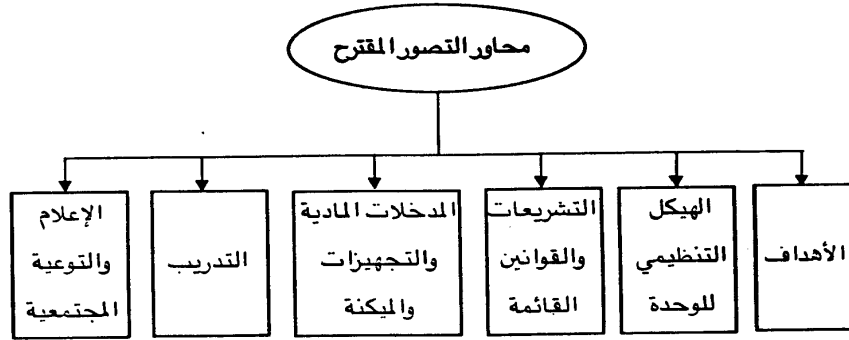 محاور التصور المقترح
الأهداف
الهيكل
التنظيمي
للوحدة
التشريعات
والقوانين
القائمة
المدخلات المادية
والتجهيزات
والميكنة
التدريب
الإعلام
والتوعية
المجتمعية